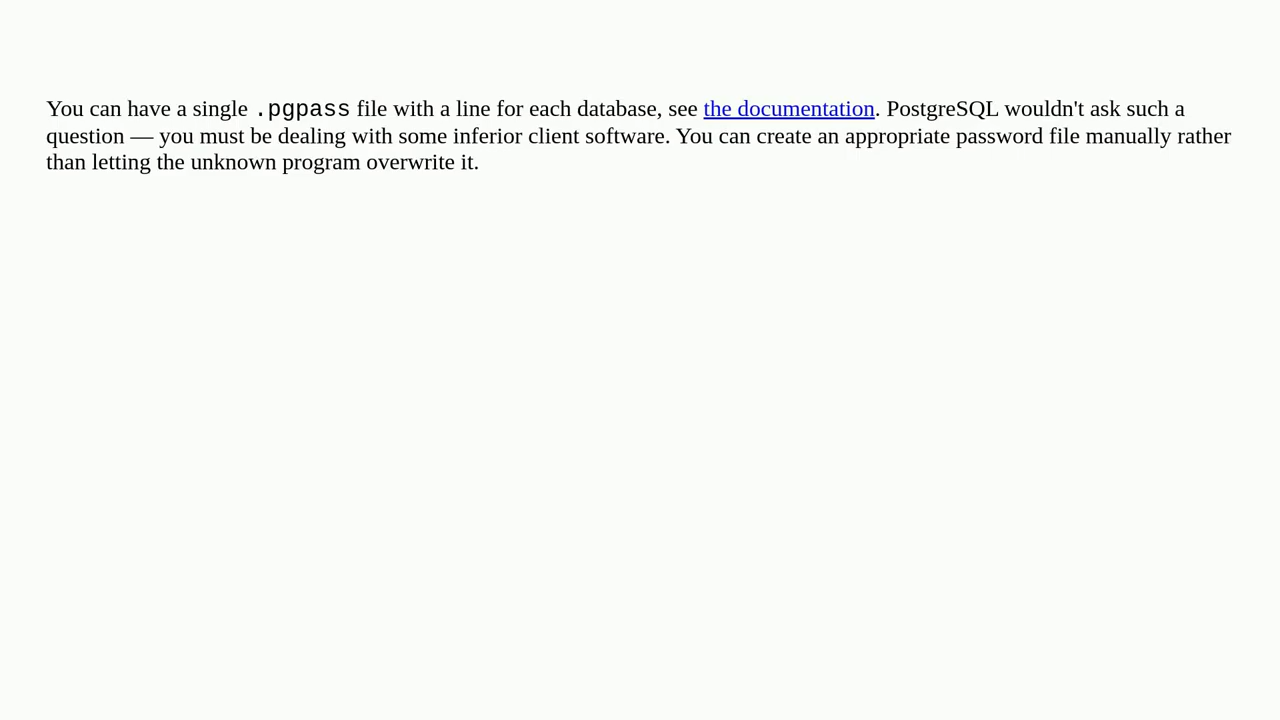 You can have a single .pgpass file with a line for each database, see the documentation. PostgreSQL wouldn't ask such a
question — you must be dealing with some inferior client software. You can create an appropriate password file manually rather
than letting the unknown program overwrite it.